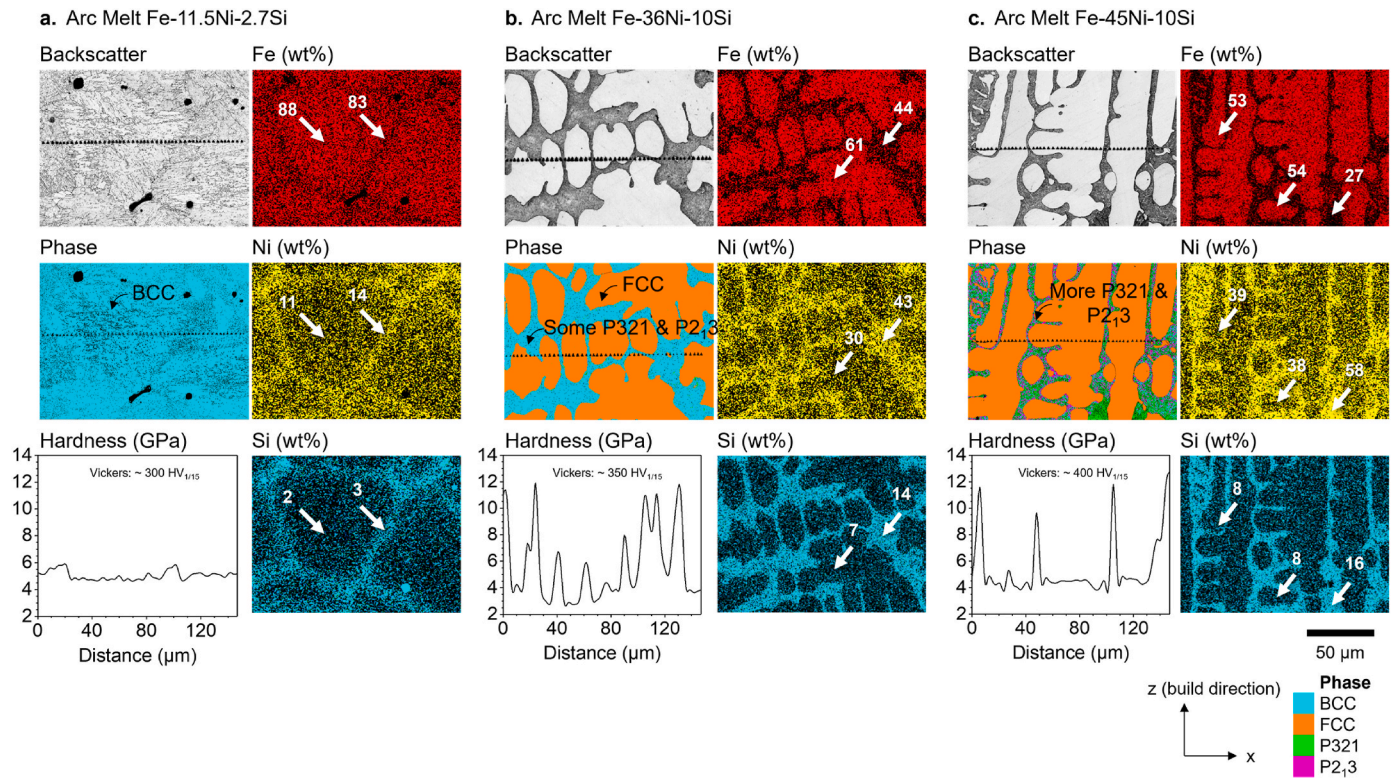 a. Arc Melt Fe-11.5Ni-2.7Si
Backscatter
Fe (wt%)
88
83
Phase
Ni (wt%)
BCC
11
14
Hardness (GPa)
Si (wt%)
Vickers: ~ 300 HV1/15
2
3
14
12
10
8
6
4
2
0
40
80
120
Distance (µm)
b. Arc Melt Fe-36Ni-10Si
Backscatter
Fe (wt%)
44
61
Phase
Ni (wt%)
FCC
Some P321 & P2₁3
43
30
Hardness (GPa)
Si (wt%)
Vickers: ~ 350 HV1/15
14
7
14
12
10
8
6
4
2
0
40
80
120
Distance (µm)
c. Arc Melt Fe-45Ni-10Si
Backscatter
Fe (wt%)
53
54
27
Phase
Ni (wt%)
More P321 &
P2₁3
39
38
58
Hardness (GPa)
Si (wt%)
Vickers: ~ 400 HV1/15
8
8
16
14
12
10
8
6
4
2
0
40
80
120
Distance (µm)
50 µm
z (build direction)
x
Phase
BCC
FCC
P321
P2₁3